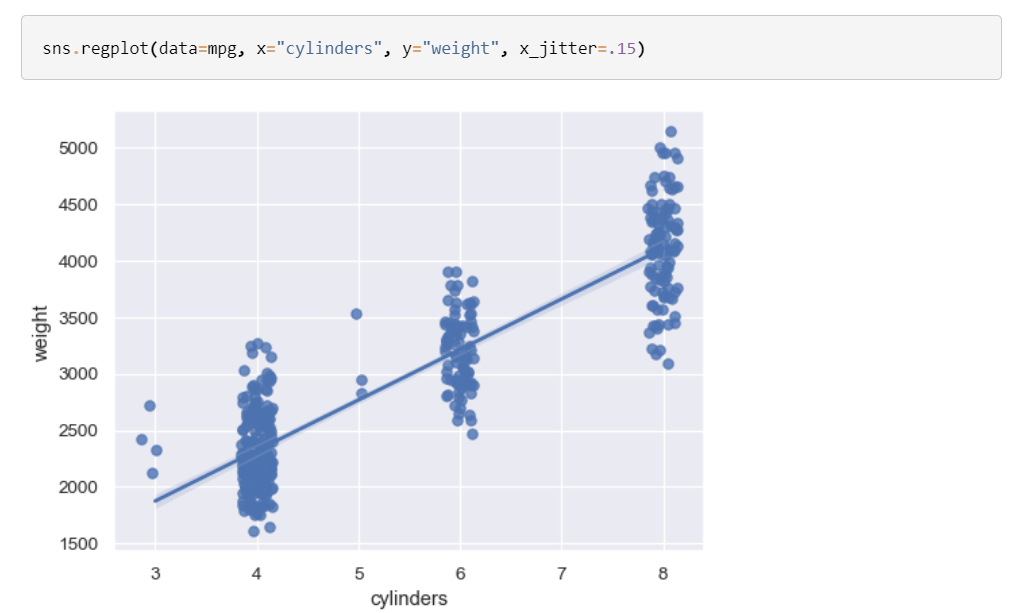 sns.regplot(data=mpg, x="cylinders", y="weight", x_jitter=.15)
5000
4500
4000
3500
3000
2500
2000
1500
weight
3 4 5 6 7 8
cylinders